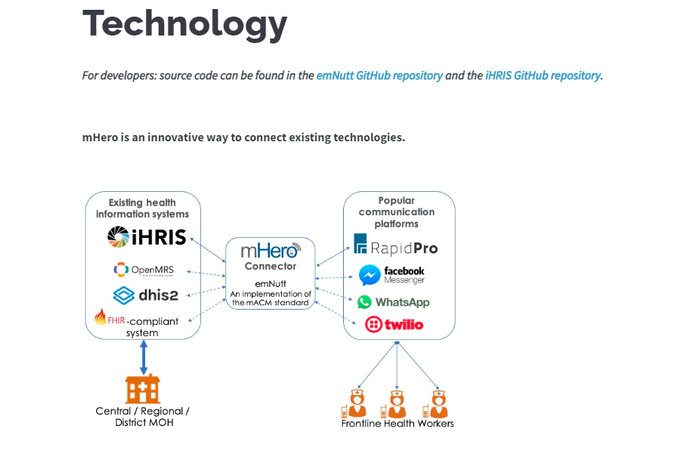 Technology
For developers: source code can be found in the emNutt GitHub repository and the iHRIS GitHub repository.
mHero is an innovative way to connect existing technologies.
Existing health
information systems
iHRIS
OpenMRS
dhis2
FHIR-compliant
system
Central / Regional /
District MOH
mHero
Connector
emNutt
An implementation of
the mACM standard
Popular
communication
platforms
RapidPro
facebook
Messenger
WhatsApp
twilio
Frontline Health Workers